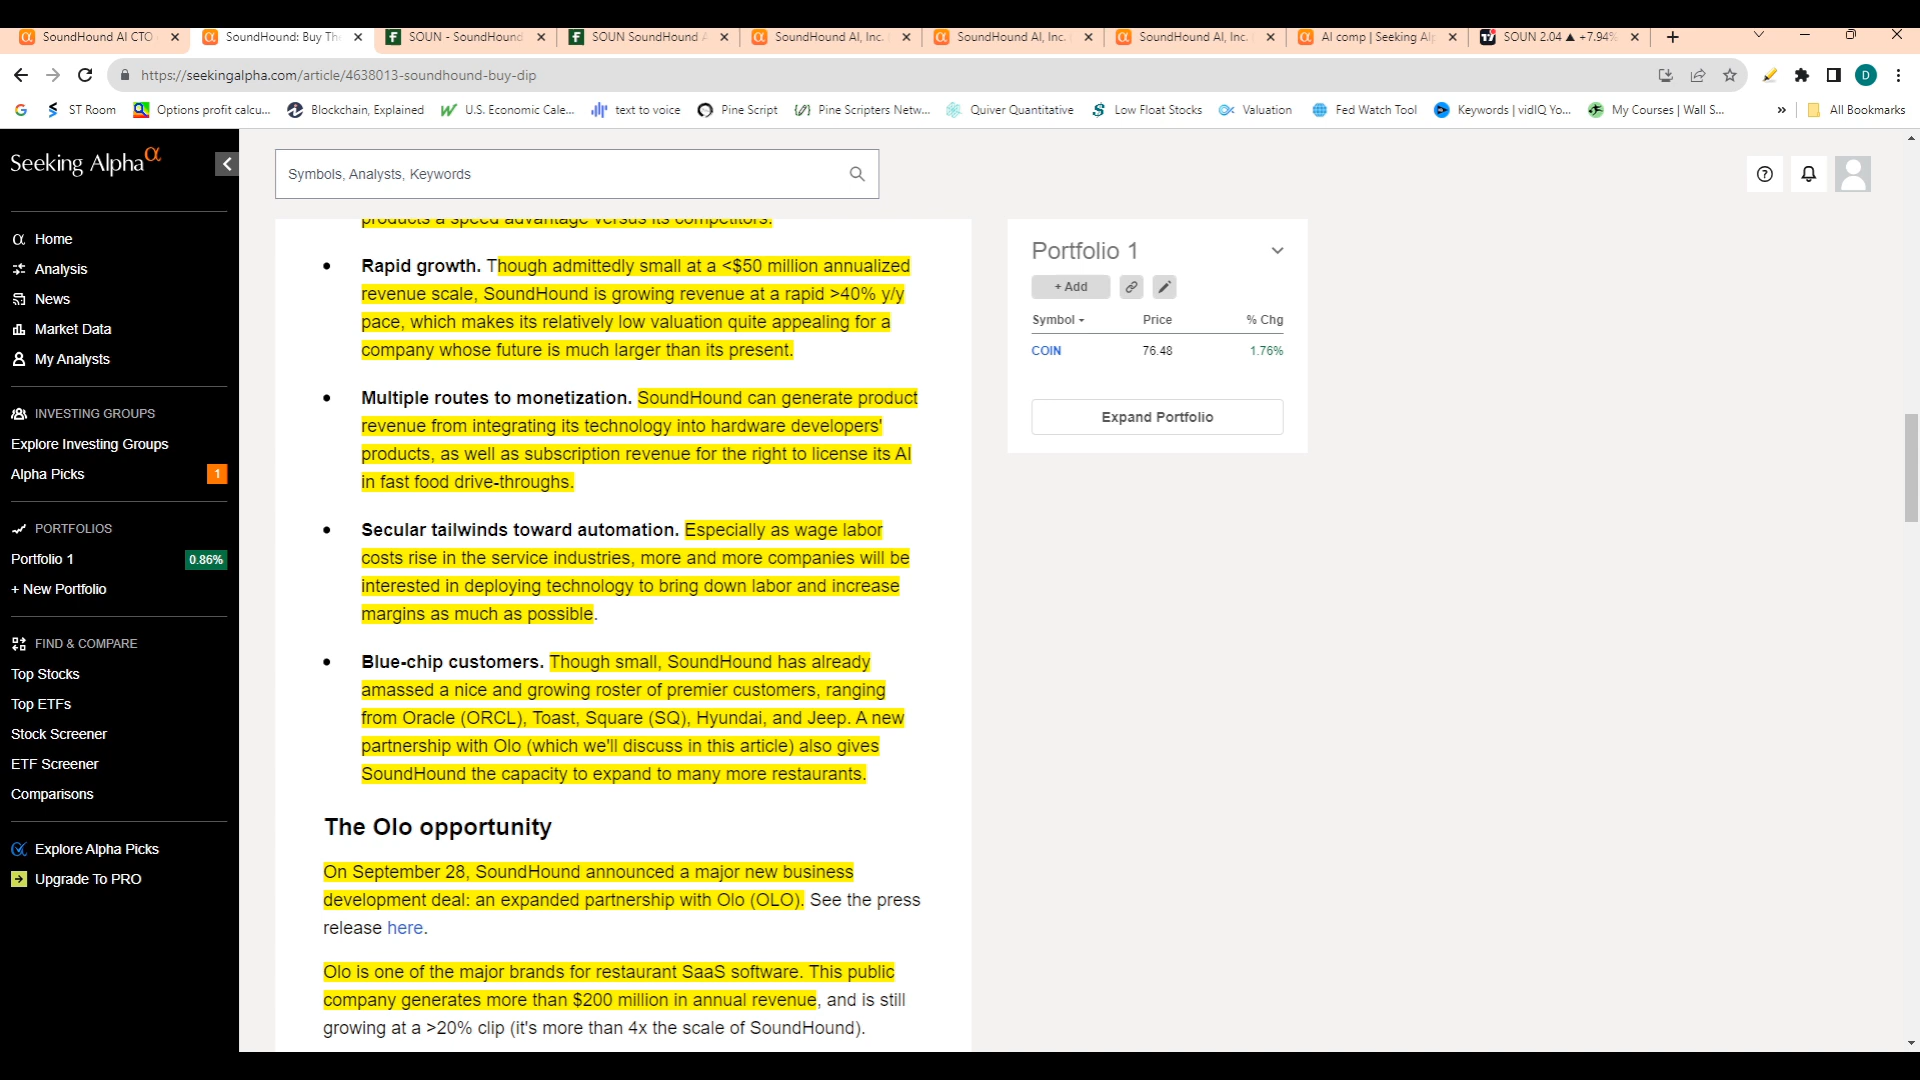 SoundHound AI CTO
SoundHound: Buy The
SOUN - SoundHound
SOUN SoundHound A
SoundHound AI, Inc.
SoundHound AI, Inc.
SoundHound AI, Inc.
AI comp | Seeking Al
SOUN 2.04 ▲ +7.94%
https://seekingalpha.com/article/4638013-soundhound-buy-dip
D
ST Room
Options profit calcu...
Blockchain, Explained
U.S. Economic Cale...
text to voice
Pine Script
Pine Scripters Netw...
Quiver Quantitative
Low Float Stocks
Valuation
Fed Watch Tool
Keywords | vidIQ Yo...
My Courses | Wall S...
»
All Bookmarks
Seeking Alpha α
Home
Analysis
News
Market Data
My Analysts
INVESTING GROUPS
Explore Investing Groups
Alpha Picks 1
PORTFOLIOS
Portfolio 1 0.86%
+ New Portfolio
FIND & COMPARE
Top Stocks
Top ETFs
Stock Screener
ETF Screener
Comparisons
Explore Alpha Picks
Upgrade To PRO
Symbols, Analysts, Keywords
products a speed advantage versus its competitors.
• Rapid growth. Though admittedly small at a <$50 million annualized
revenue scale, SoundHound is growing revenue at a rapid >40% y/y
pace, which makes its relatively low valuation quite appealing for a
company whose future is much larger than its present.
• Multiple routes to monetization. SoundHound can generate product
revenue from integrating its technology into hardware developers'
products, as well as subscription revenue for the right to license its AI
in fast food drive-throughs.
• Secular tailwinds toward automation. Especially as wage labor
costs rise in the service industries, more and more companies will be
interested in deploying technology to bring down labor and increase
margins as much as possible.
• Blue-chip customers. Though small, SoundHound has already
amassed a nice and growing roster of premier customers, ranging
from Oracle (ORCL), Toast, Square (SQ), Hyundai, and Jeep. A new
partnership with Olo (which we'll discuss in this article) also gives
SoundHound the capacity to expand to many more restaurants.
The Olo opportunity
On September 28, SoundHound announced a major new business
development deal: an expanded partnership with Olo (OLO). See the press
release here.
Olo is one of the major brands for restaurant SaaS software. This public
company generates more than $200 million in annual revenue, and is still
growing at a >20% clip (it's more than 4x the scale of SoundHound).
Portfolio 1
+ Add
Symbol Price % Chg
COIN 76.48 1.76%
Expand Portfolio